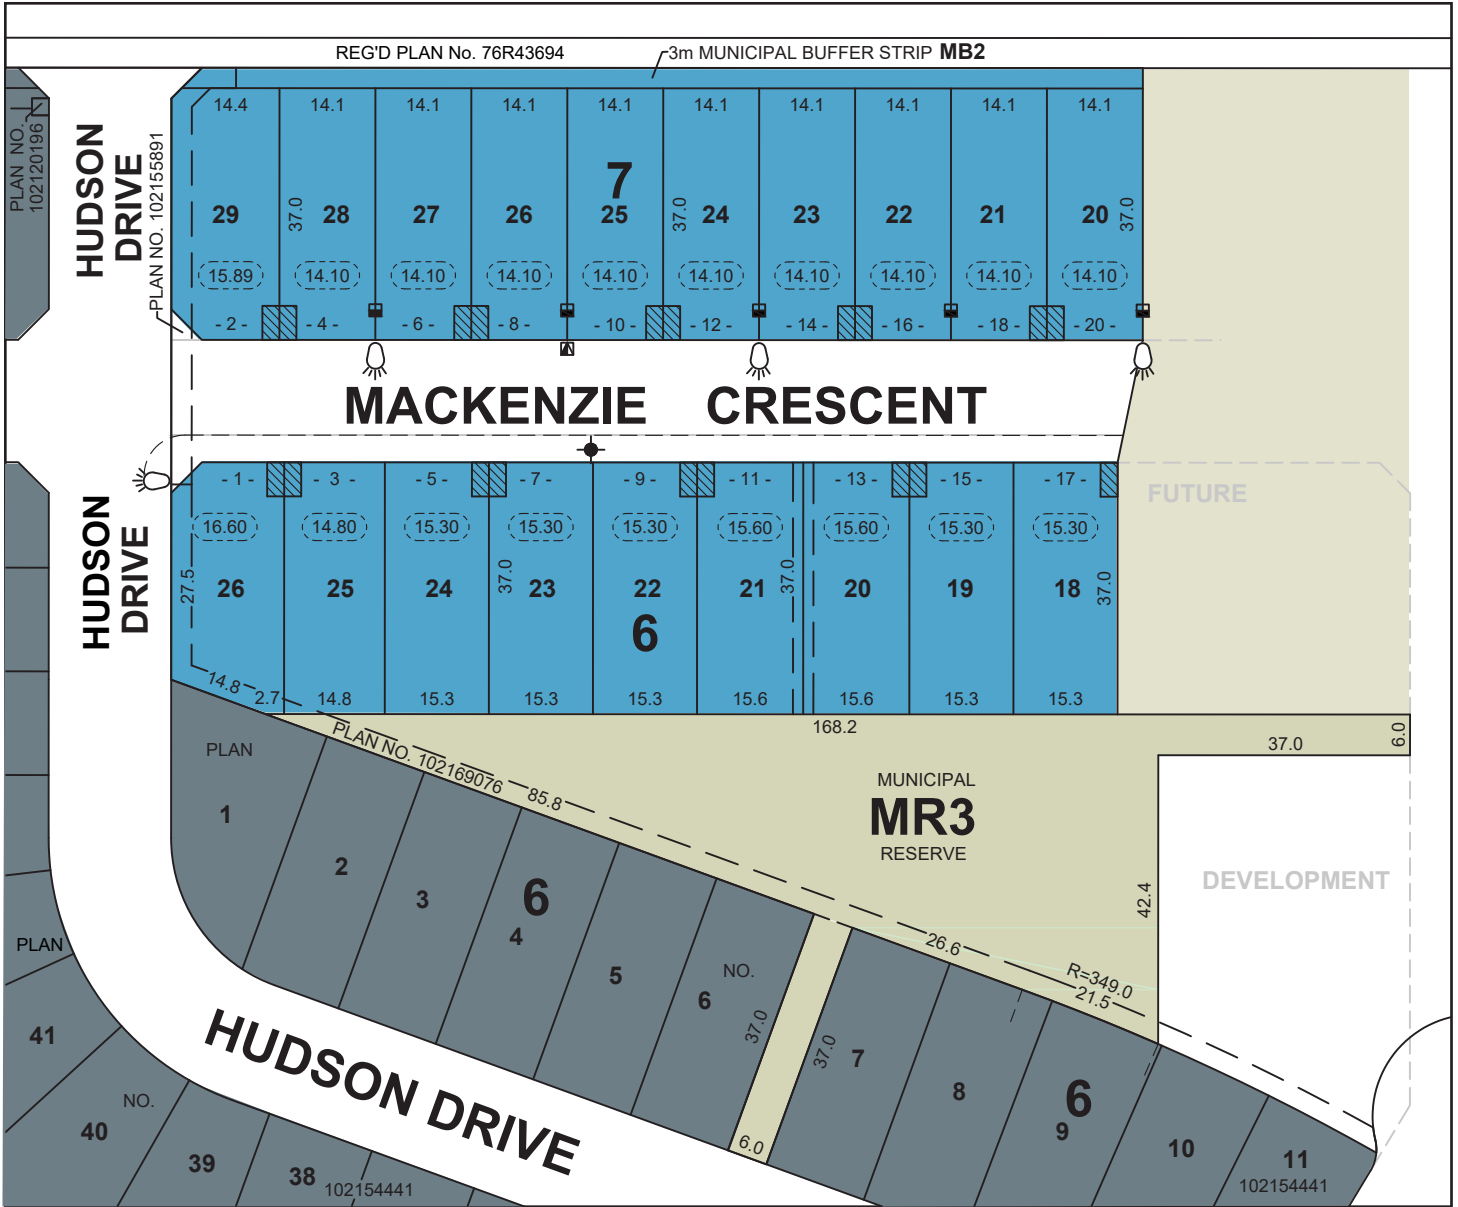 REG'D PLAN No. 76R43694
3m MUNICIPAL BUFFER STRIP MB2
PLAN NO.
102120196
HUDSON
DRIVE
PLAN NO. 102155891
14.4 14.1 14.1 14.1 14.1 14.1 14.1 14.1 14.1 14.1
7
29 37.0 28 27 26 25 37.0 24 23 22 21 20 37.0
15.89 14.10 14.10 14.10 14.10 14.10 14.10 14.10 14.10 14.10
- 2 - - 4 - - 6 - - 8 - - 10 - - 12 - - 14 - - 16 - - 18 - - 20 -
MACKENZIE CRESCENT
HUDSON
DRIVE
- 1 - - 3 - - 5 - - 7 - - 9 - - 11 - - 13 - - 15 - - 17 -
FUTURE
16.60 14.80 15.30 15.30 15.30 15.60 15.60 15.30 15.30
27.5 26 25 24 37.0 23 22 21 37.0 20 19 18 37.0
6
14.8 2.7 14.8 15.3 15.3 15.3 15.6 15.6 15.3 15.3
168.2
37.0 6.0
PLAN
PLAN NO. 102169076
85.8
MUNICIPAL
MR3
RESERVE
DEVELOPMENT
42.4
1
2
3
6
4
5
NO.
6
37.0
37.0
6.0
26.6
R=349.0
21.5
7
8
6
9
10
11
102154441
PLAN
41
NO.
40
39
38
102154441
HUDSON DRIVE